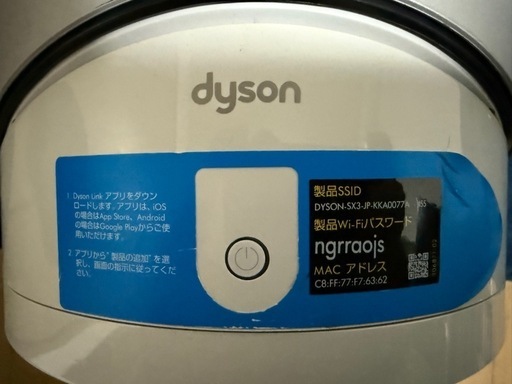 dyson
1 Dyson Link アプリをダウン
ロードします。アプリは、iOS
の場合はApp Store、Android
の場合はGoogle Playからご使
用いただけます。
2 アプリから"製品の追加"を選
択し、画面の指示に従ってくだ
さい。
製品SSID
DYSON-SX3-JP-KKA0077A
製品Wi-Fiパスワード
ngrraojs
MAC アドレス
C8:FF:77:F7:63:62